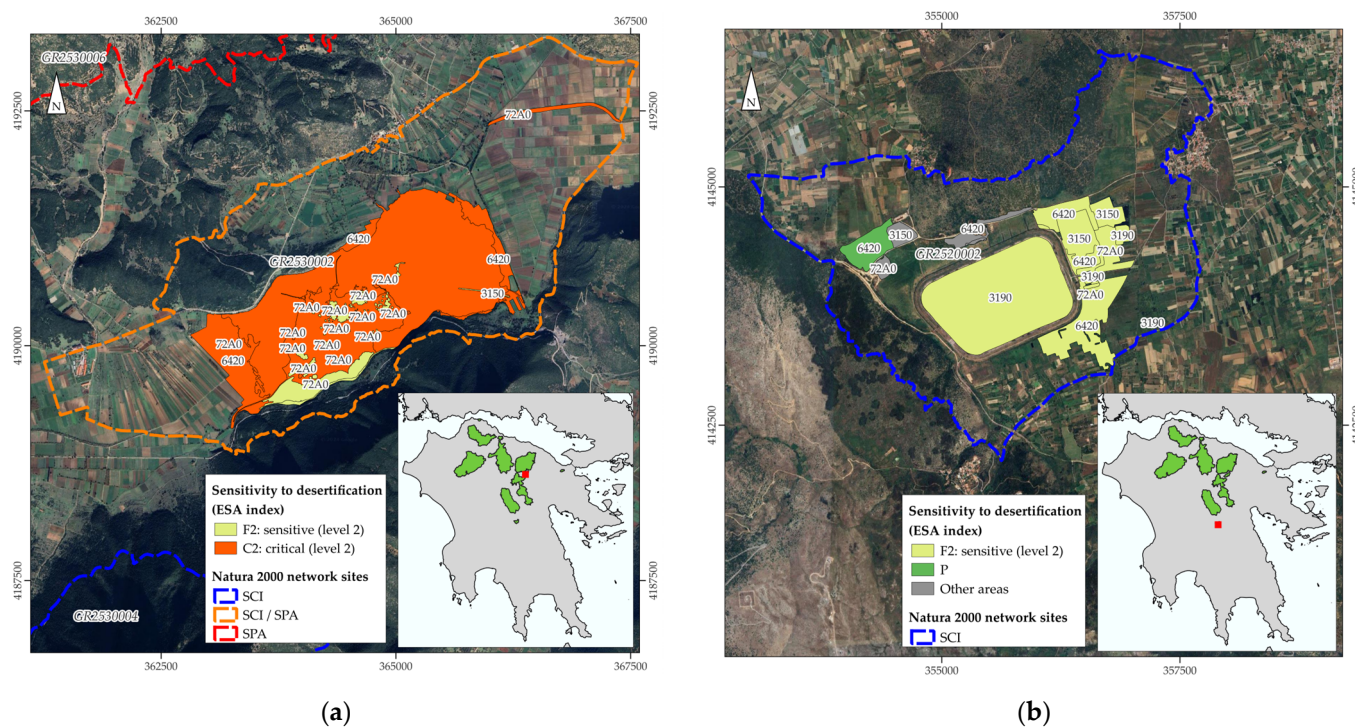 362500
365000
367500
GR2530006
N
4192500
4192500
72A0
6420
GR2530002
6420
72A0
3150
72A0
72A0
72A0
72A0
72A0
72A0
72A0
72A0
72A0
6420
72A0
72A0
72A0
72A0
4190000
4190000
Sensitivity to desertification
(ESA index)
F2: sensitive (level 2)
C2: critical (level 2)
Natura 2000 network sites
SCI
SCI / SPA
SPA
4187500
4187500
GR2530004
362500
365000
367500
(a)
355000
357500
N
4145000
4145000
6420
3150
6420
3150
6420
3150
3190
GR2520002
6420
72A0
72A0
6420
3190
3190
72A0
6420
3190
4142500
4142500
Sensitivity to desertification
(ESA index)
F2: sensitive (level 2)
P
Other areas
Natura 2000 network sites
SCI
355000
357500
(b)